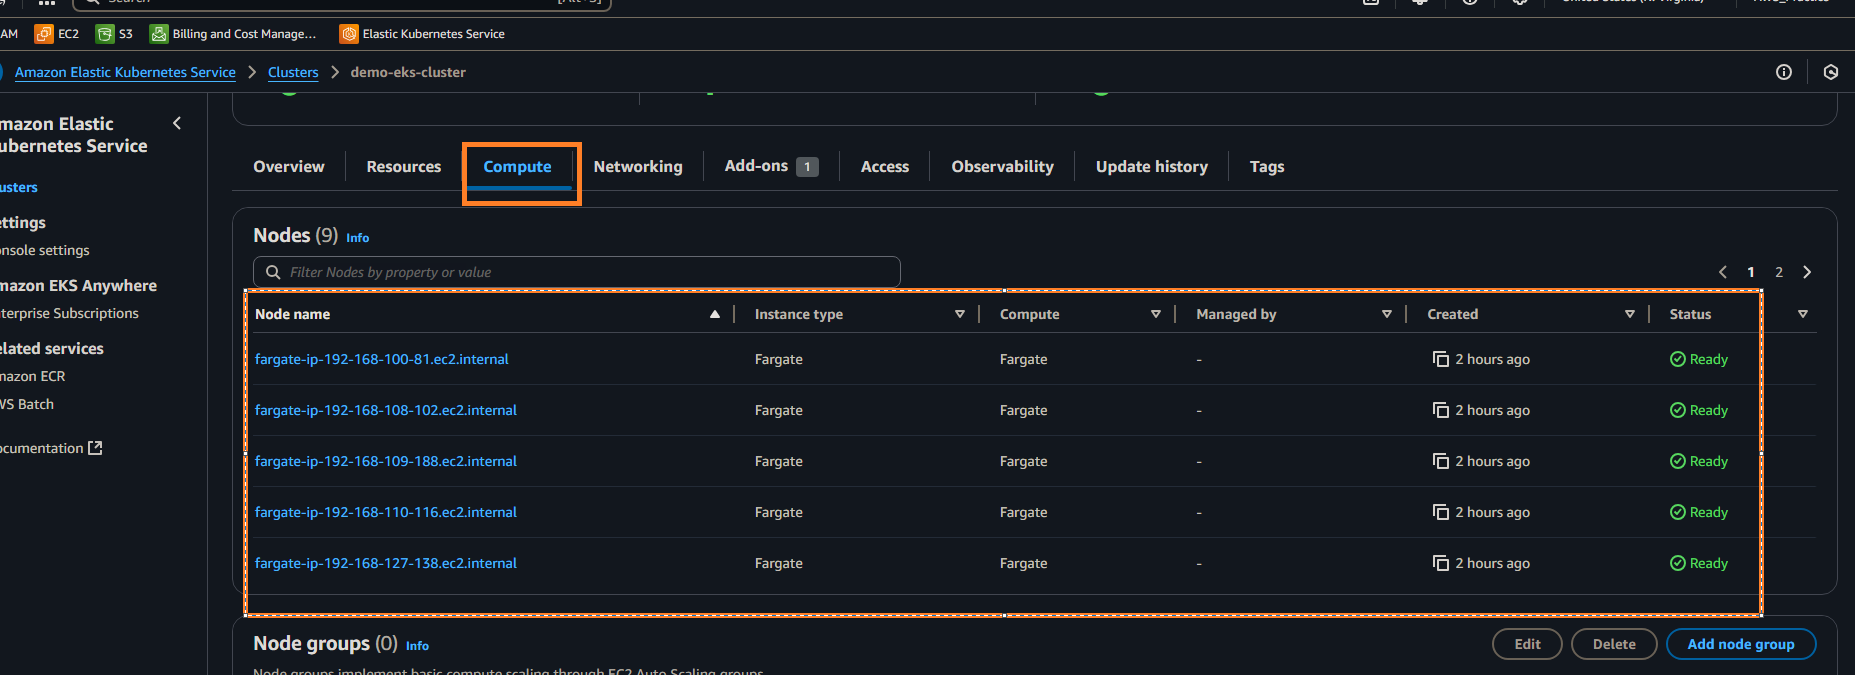 AM EC2 S3 Billing and Cost Manage... Elastic Kubernetes Service
Amazon Elastic Kubernetes Service > Clusters > demo-eks-cluster
mazon Elastic
ubernetes Service
usters
ettings
onsole settings
mazon EKS Anywhere
terprise Subscriptions
elated services
mazon ECR
WS Batch
ocumentation
Overview Resources Compute Networking Add-ons 1 Access Observability Update history Tags
Nodes (9) Info
Filter Nodes by property or value
1 2
Node name Instance type Compute Managed by Created Status
fargate-ip-192-168-100-81.ec2.internal Fargate Fargate - 2 hours ago Ready
fargate-ip-192-168-108-102.ec2.internal Fargate Fargate - 2 hours ago Ready
fargate-ip-192-168-109-188.ec2.internal Fargate Fargate - 2 hours ago Ready
fargate-ip-192-168-110-116.ec2.internal Fargate Fargate - 2 hours ago Ready
fargate-ip-192-168-127-138.ec2.internal Fargate Fargate - 2 hours ago Ready
Node groups (0) Info
Edit Delete Add node group
Node groups implement basic compute scaling through EC2 Auto Scaling groups.